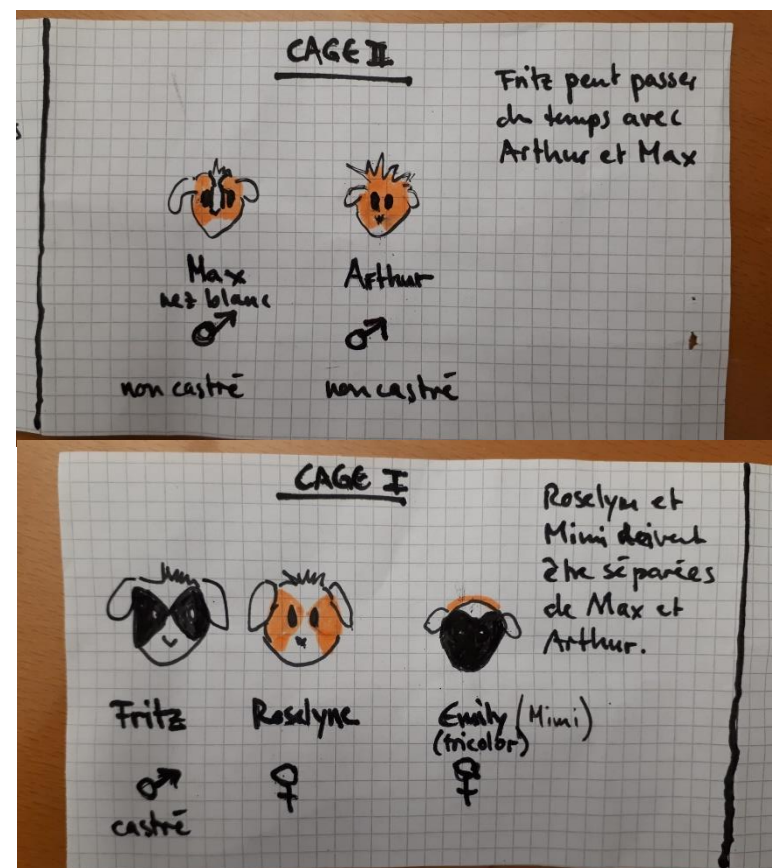 CAGE II
Fritz peut passer
du temps avec
Arthur et Max
Max
nez blanc
♂
non castré
Arthur
♂
non castré
CAGE I
Roselyne et
Mimi doivent
être séparées
de Max et
Arthur.
Fritz
♂
castré
Roselyne
♀
Emily (Mimi)
(tricolor)
♀